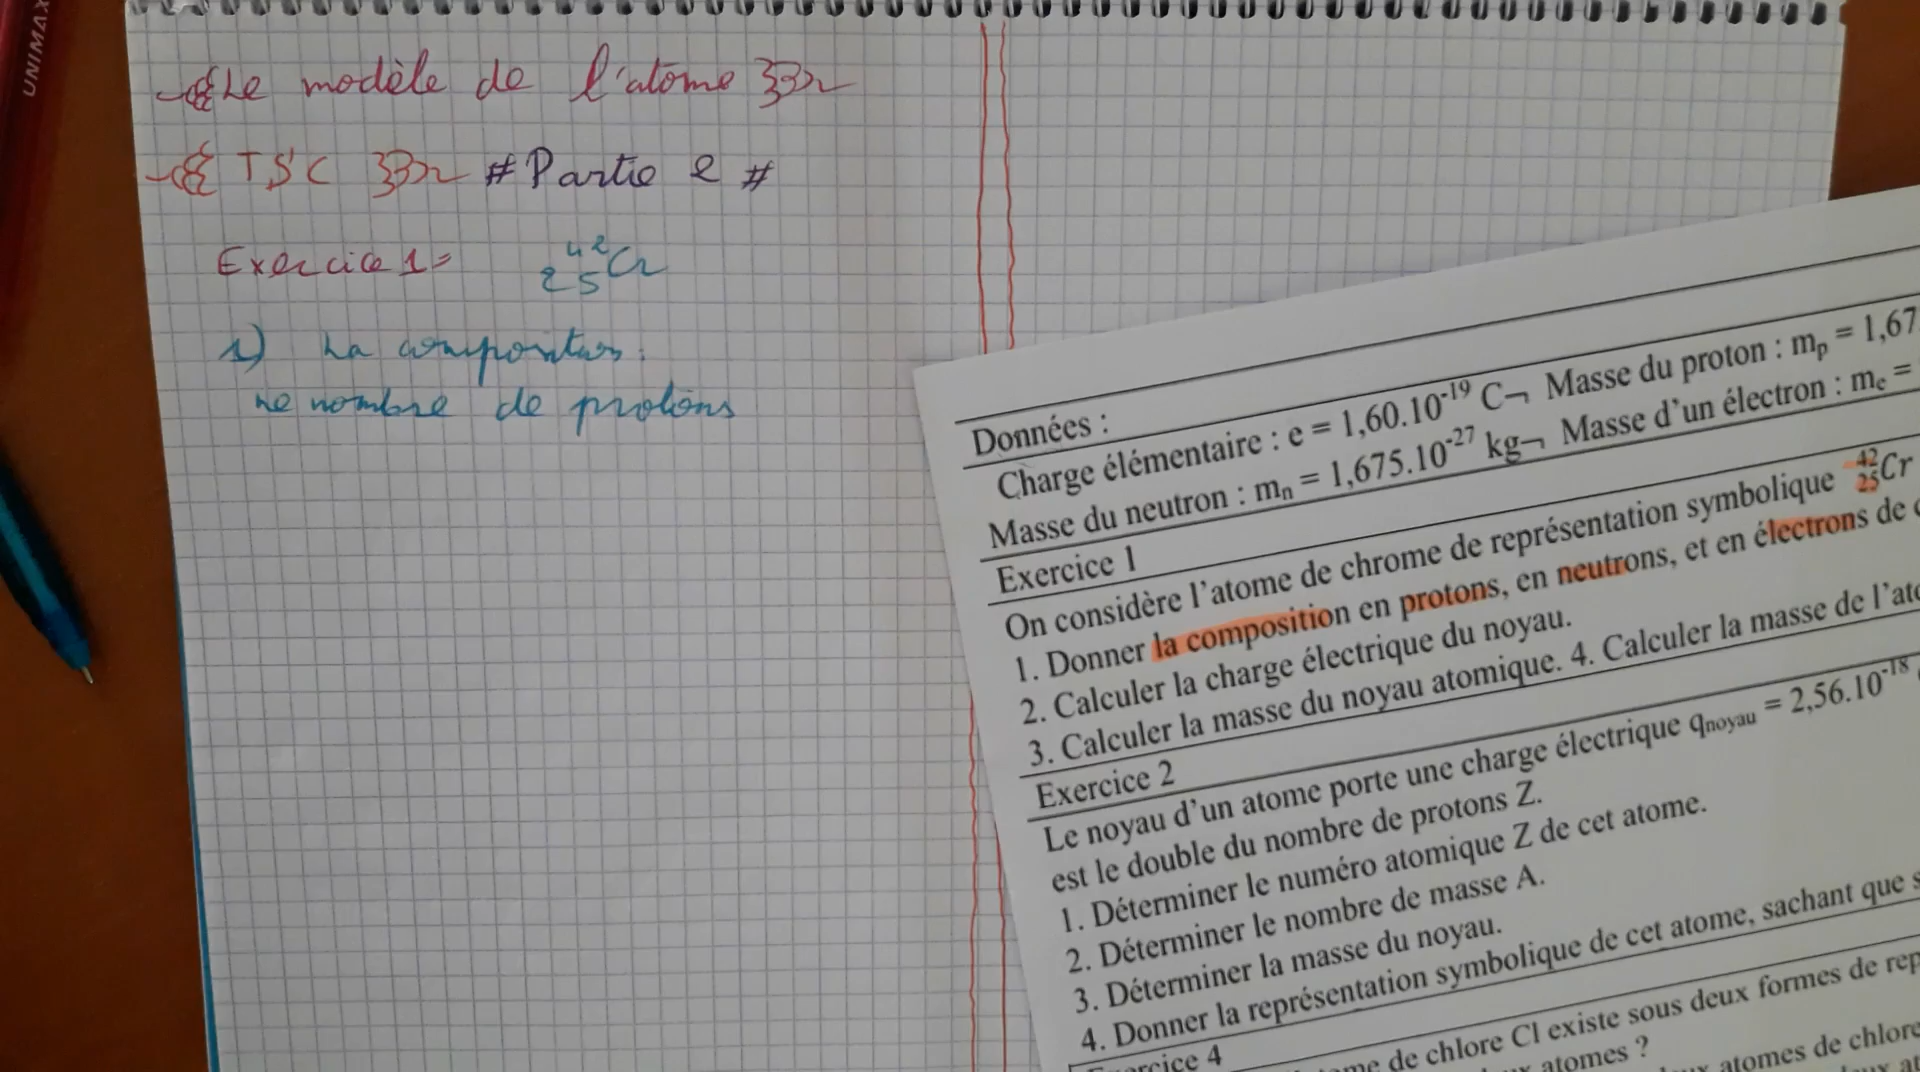 UNIMAX
Le modèle de l'atome
TSC # Partie 2 #
Exercice 1=
42
25 Cr
1) La composition:
Le nombre de protons
Données :
Charge élémentaire : e = 1,60.10⁻¹⁹ C¬ Masse du proton : mₚ = 1,67
Masse du neutron : mₙ = 1,675.10⁻²⁷ kg¬ Masse d'un électron : mₑ =
Exercice 1
On considère l'atome de chrome de représentation symbolique ⁴²₂₅Cr
1. Donner la composition en protons, en neutrons, et en électrons de
2. Calculer la charge électrique du noyau.
3. Calculer la masse du noyau atomique. 4. Calculer la masse de l'ato
Exercice 2
Le noyau d'un atome porte une charge électrique qnoyau = 2,56.10⁻¹⁸
est le double du nombre de protons Z.
1. Déterminer le numéro atomique Z de cet atome.
2. Déterminer le nombre de masse A.
3. Déterminer la masse du noyau.
4. Donner la représentation symbolique de cet atome, sachant que s
ercice 4
me de chlore Cl existe sous deux formes de rep
atomes ?
atomes de chlore